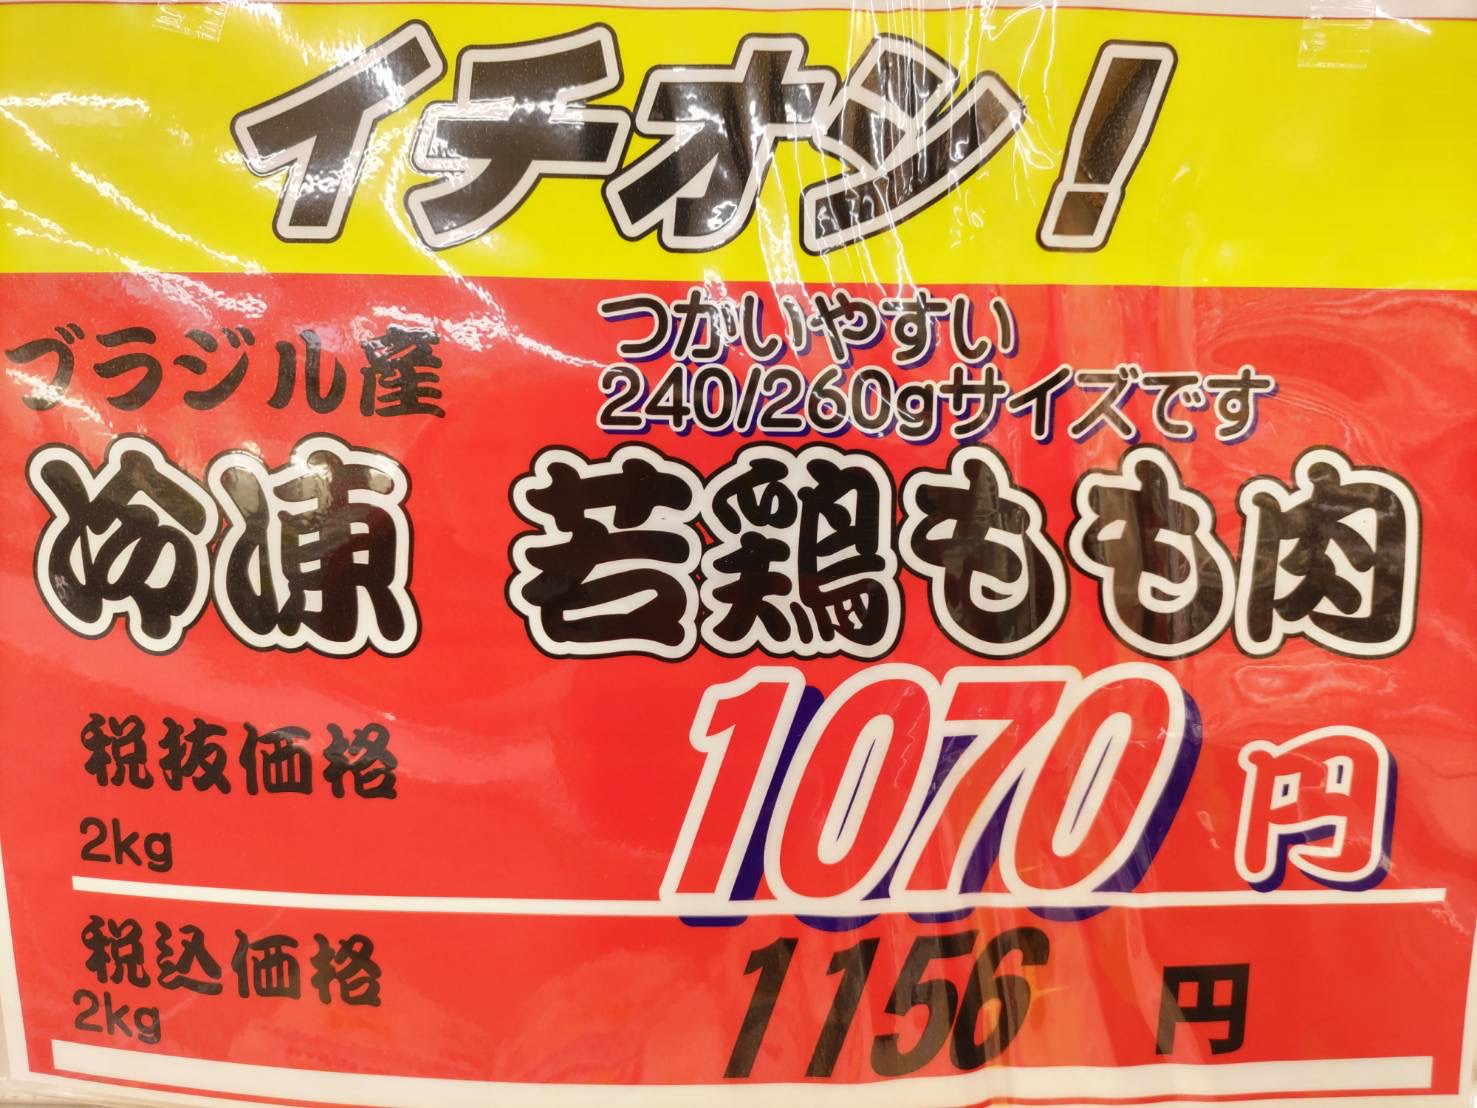 イチオシ!
ブラジル産
つかいやすい
240/260gサイズです
冷凍 若鶏もも肉
税抜価格
2kg
1070円
税込価格
2kg
1156円